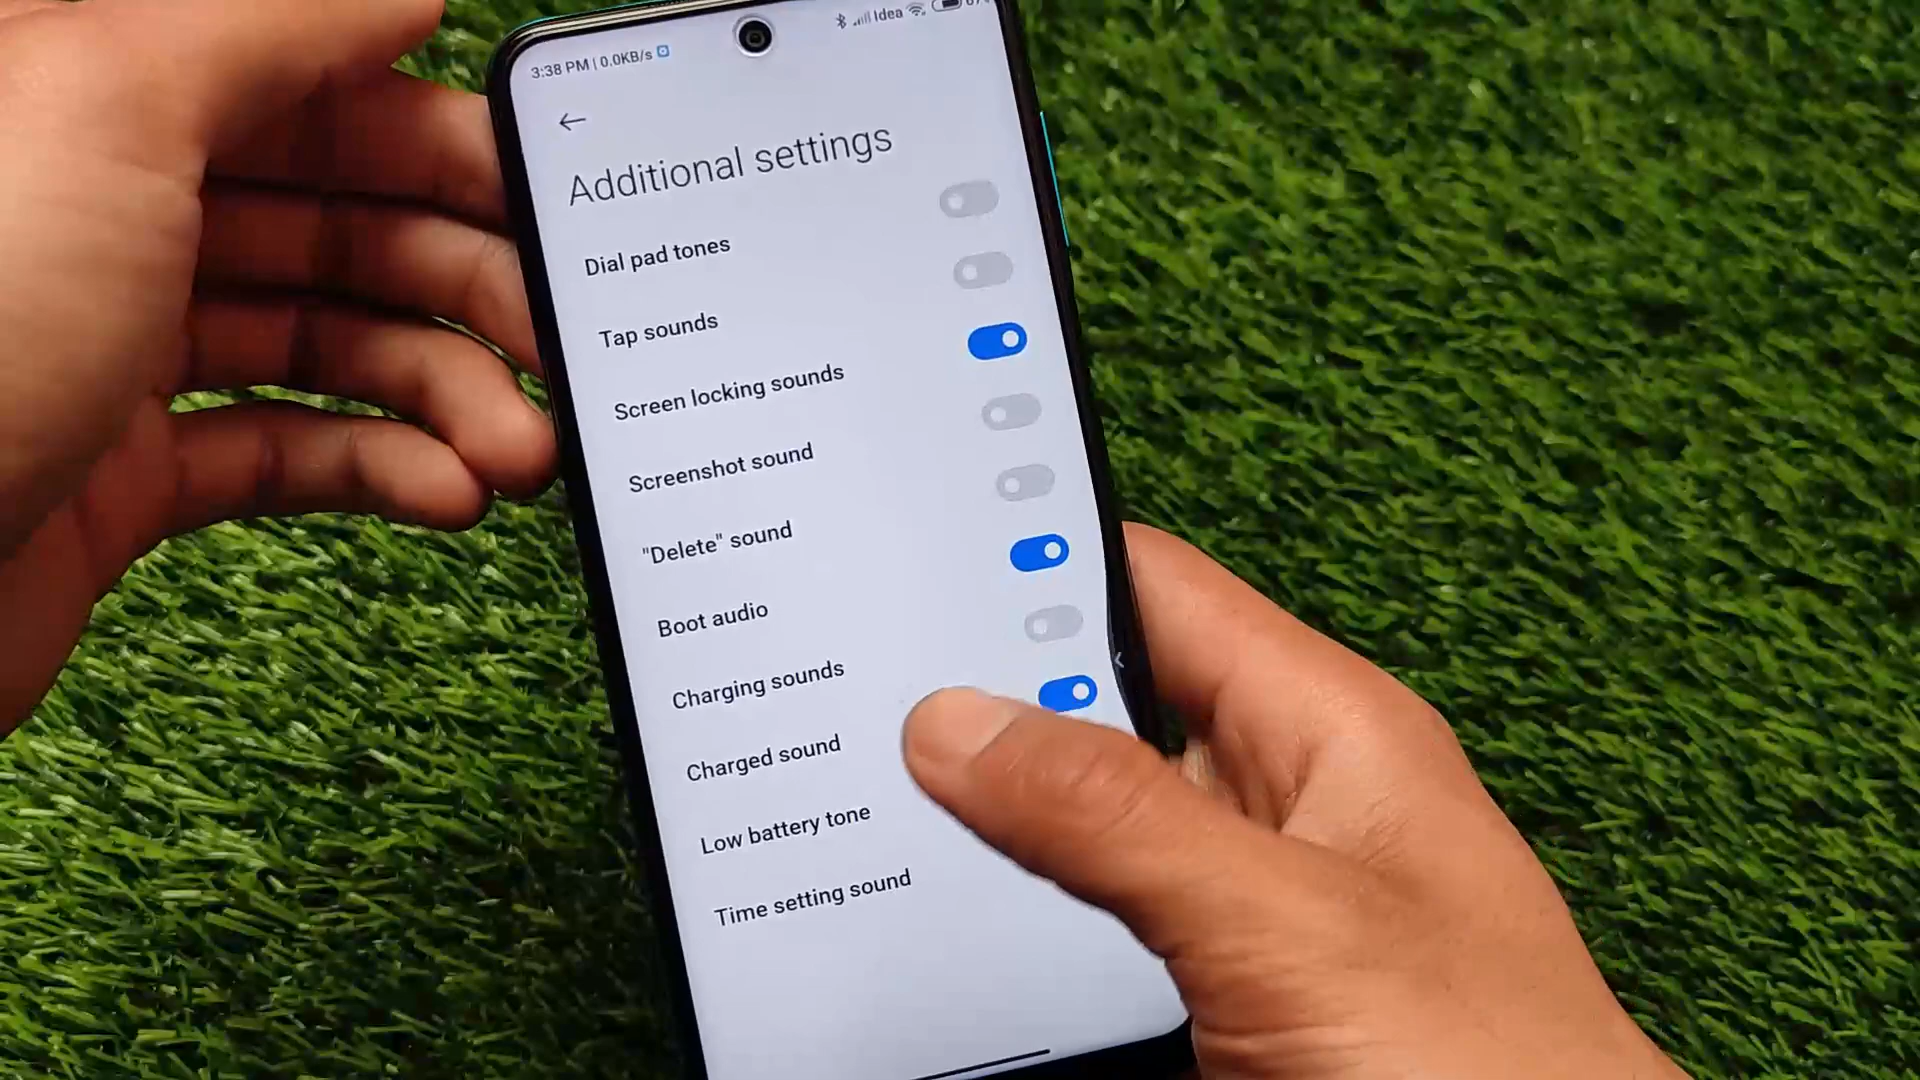 3:38 PM | 0.0KB/s
Idea
Additional settings
Dial pad tones
Tap sounds
Screen locking sounds
Screenshot sound
"Delete" sound
Boot audio
Charging sounds
Charged sound
Low battery tone
Time setting sound